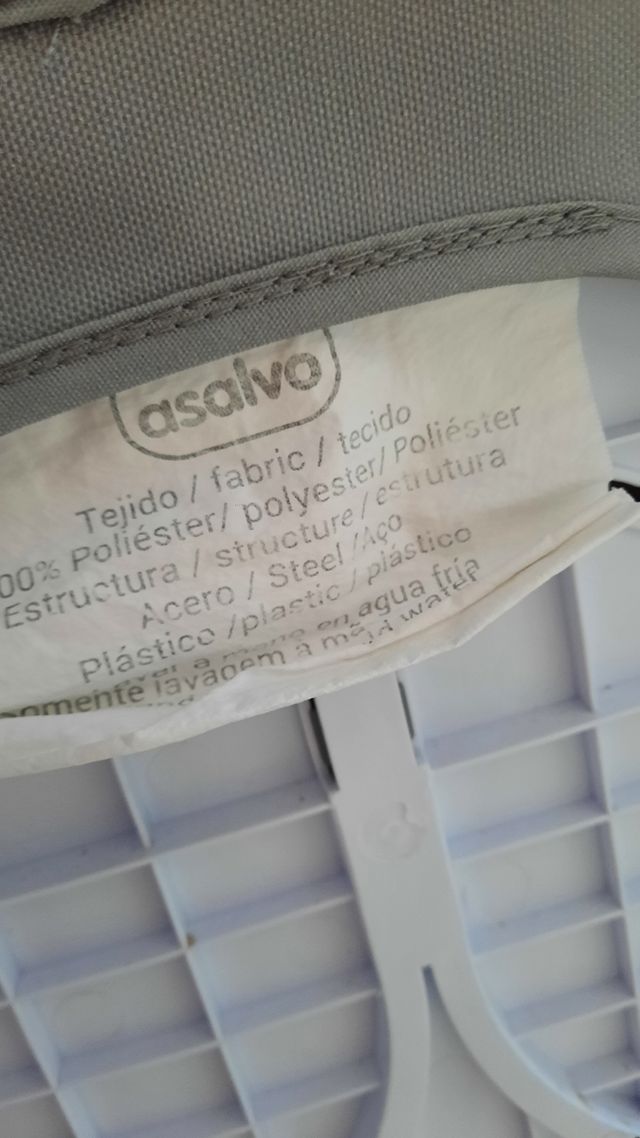 asalvo
Tejido / fabric / tecido
00% Poliéster/ polyester/ Poliéster
Estructura / structure / estrutura
Acero / Steel /Aço
Plástico /plastic / plástico
a mano en agua fría
lavagem à